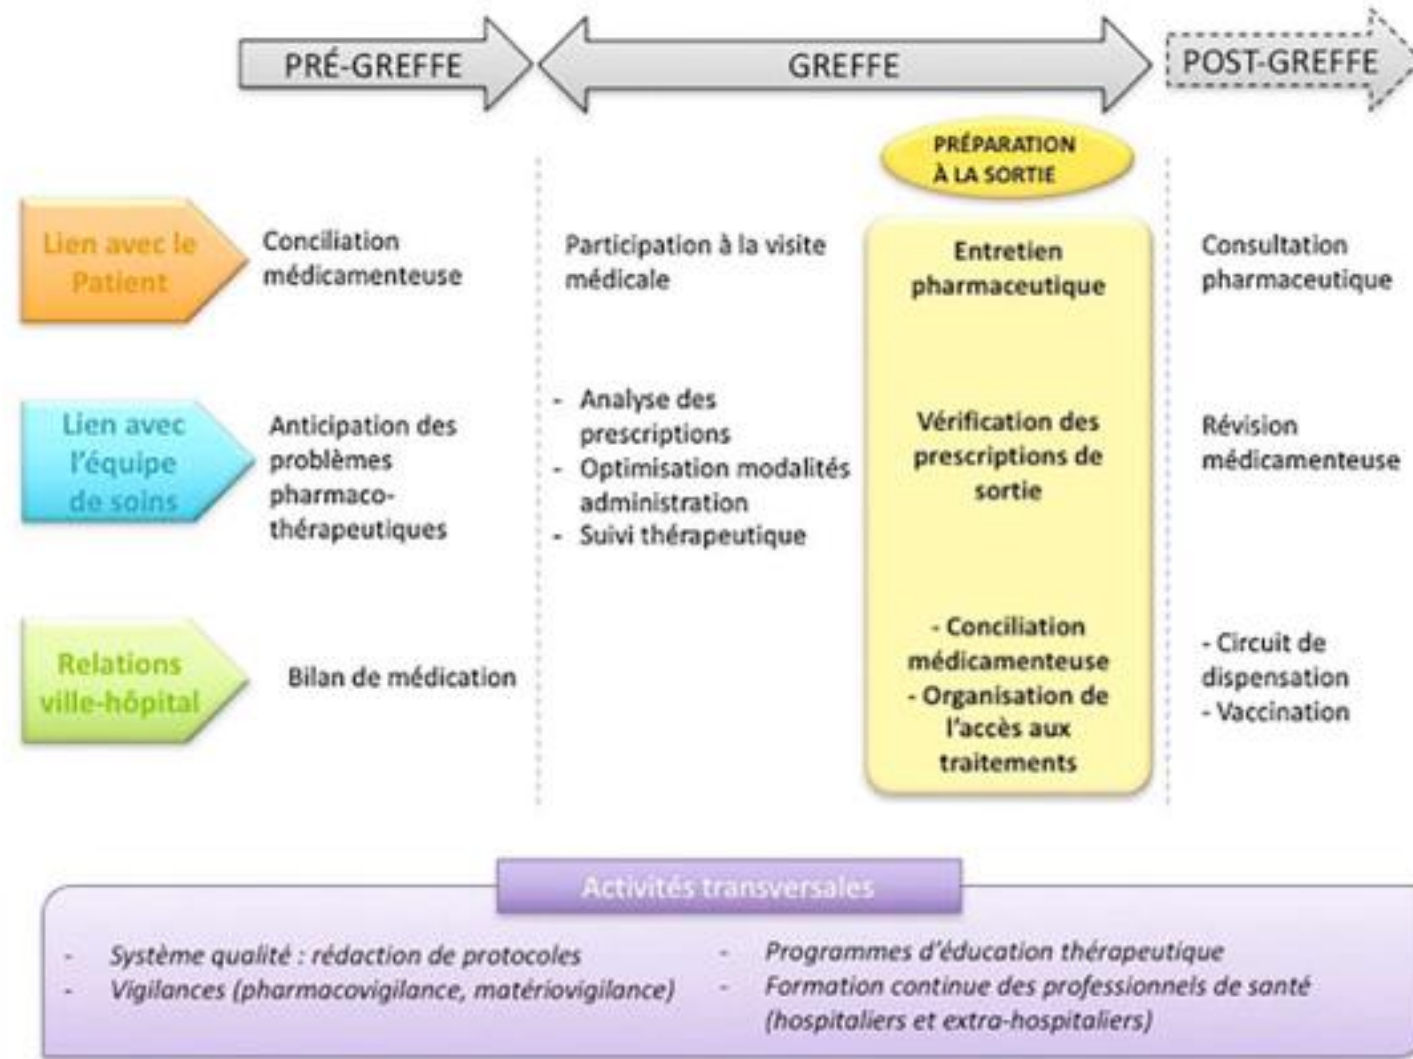 PRÉ-GREFFE
GREFFE
POST-GREFFE
PRÉPARATION
À LA SORTIE
Lien avec le
Patient
Conciliation
médicamenteuse
Participation à la visite
médicale
Entretien
pharmaceutique
Consultation
pharmaceutique
Lien avec
l'équipe
de soins
Anticipation des
problèmes
pharmaco-
thérapeutiques
- Analyse des
prescriptions
- Optimisation modalités
administration
- Suivi thérapeutique
Vérification des
prescriptions de
sortie
Révision
médicamenteuse
Relations
ville-hôpital
Bilan de médication
- Conciliation
médicamenteuse
- Organisation de
l'accès aux
traitements
- Circuit de
dispensation
- Vaccination
Activités transversales
- Système qualité : rédaction de protocoles
- Vigilances (pharmacovigilance, matériovigilance)
- Programmes d'éducation thérapeutique
- Formation continue des professionnels de santé
(hospitaliers et extra-hospitaliers)